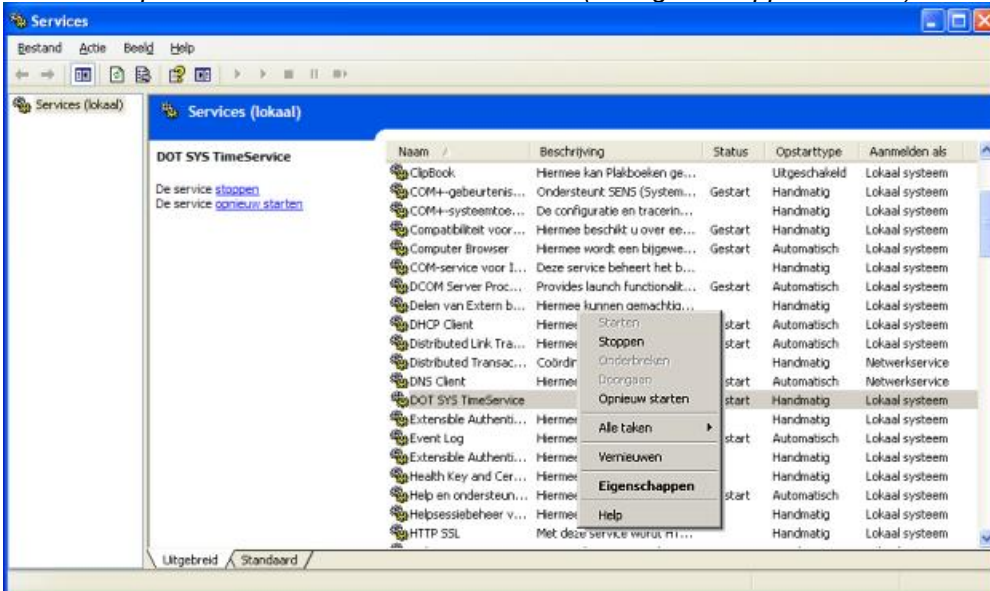 Services
Bestand Actie Beeld Help
Services (lokaal)
Services (lokaal)
DOT SYS TimeService
De service stoppen
De service opnieuw starten
Naam Beschrijving Status Opstarttype Aanmelden als
ClipBook Hiermee kan Plakboeken ge... Uitgeschakeld Lokaal systeem
COM+-gebeurtenis... Ondersteunt SENS (System... Gestart Handmatig Lokaal systeem
COM+-systeemtoe... De configuratie en tracerin... Handmatig Lokaal systeem
Compatibiliteit voor... Hiermee beschikt u over ee... Gestart Handmatig Lokaal systeem
Computer Browser Hiermee wordt een bijgewe... Gestart Automatisch Lokaal systeem
COM-service voor I... Deze service beheert het b... Handmatig Lokaal systeem
DCOM Server Proc... Provides launch functionalit... Gestart Automatisch Lokaal systeem
Delen van Extern b... Hiermee kunnen gemachtig... Handmatig Lokaal systeem
DHCP Client Hiermee start Automatisch Lokaal systeem
Distributed Link Tra... Hiermee start Automatisch Lokaal systeem
Distributed Transac... Coördin Handmatig Netwerkservice
DNS Client Hiermee start Automatisch Netwerkservice
DOT SYS TimeService start Handmatig Lokaal systeem
Extensible Authenti... Hiermee Handmatig Lokaal systeem
Event Log Hiermee start Automatisch Lokaal systeem
Extensible Authenti... Hiermee Handmatig Lokaal systeem
Health Key and Cer... Hiermee Handmatig Lokaal systeem
Help en ondersteun... Hiermee start Automatisch Lokaal systeem
Helpsessiebeheer v... Hiermee Handmatig Lokaal systeem
HTTP SSL Met deze service wordt HT... Handmatig Lokaal systeem
Starten
Stoppen
Onderbreken
Doorgaan
Opnieuw starten
Alle taken
Vernieuwen
Eigenschappen
Help
Uitgebreid Standaard